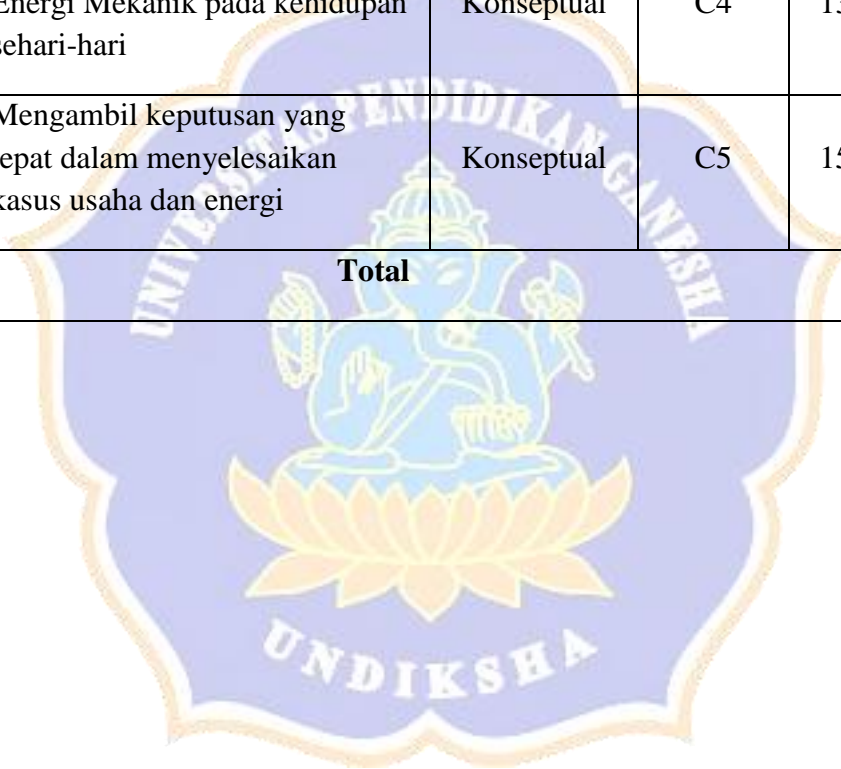 Energi Mekanik pada kehidupan
sehari-hari
Konseptual
C4
Mengambil keputusan yang
tepat dalam menyelesaikan
kasus usaha dan energi
Konseptual
C5
Total
UNIVERSITAS PENDIDIKAN GANESHA
UNDIKSHA